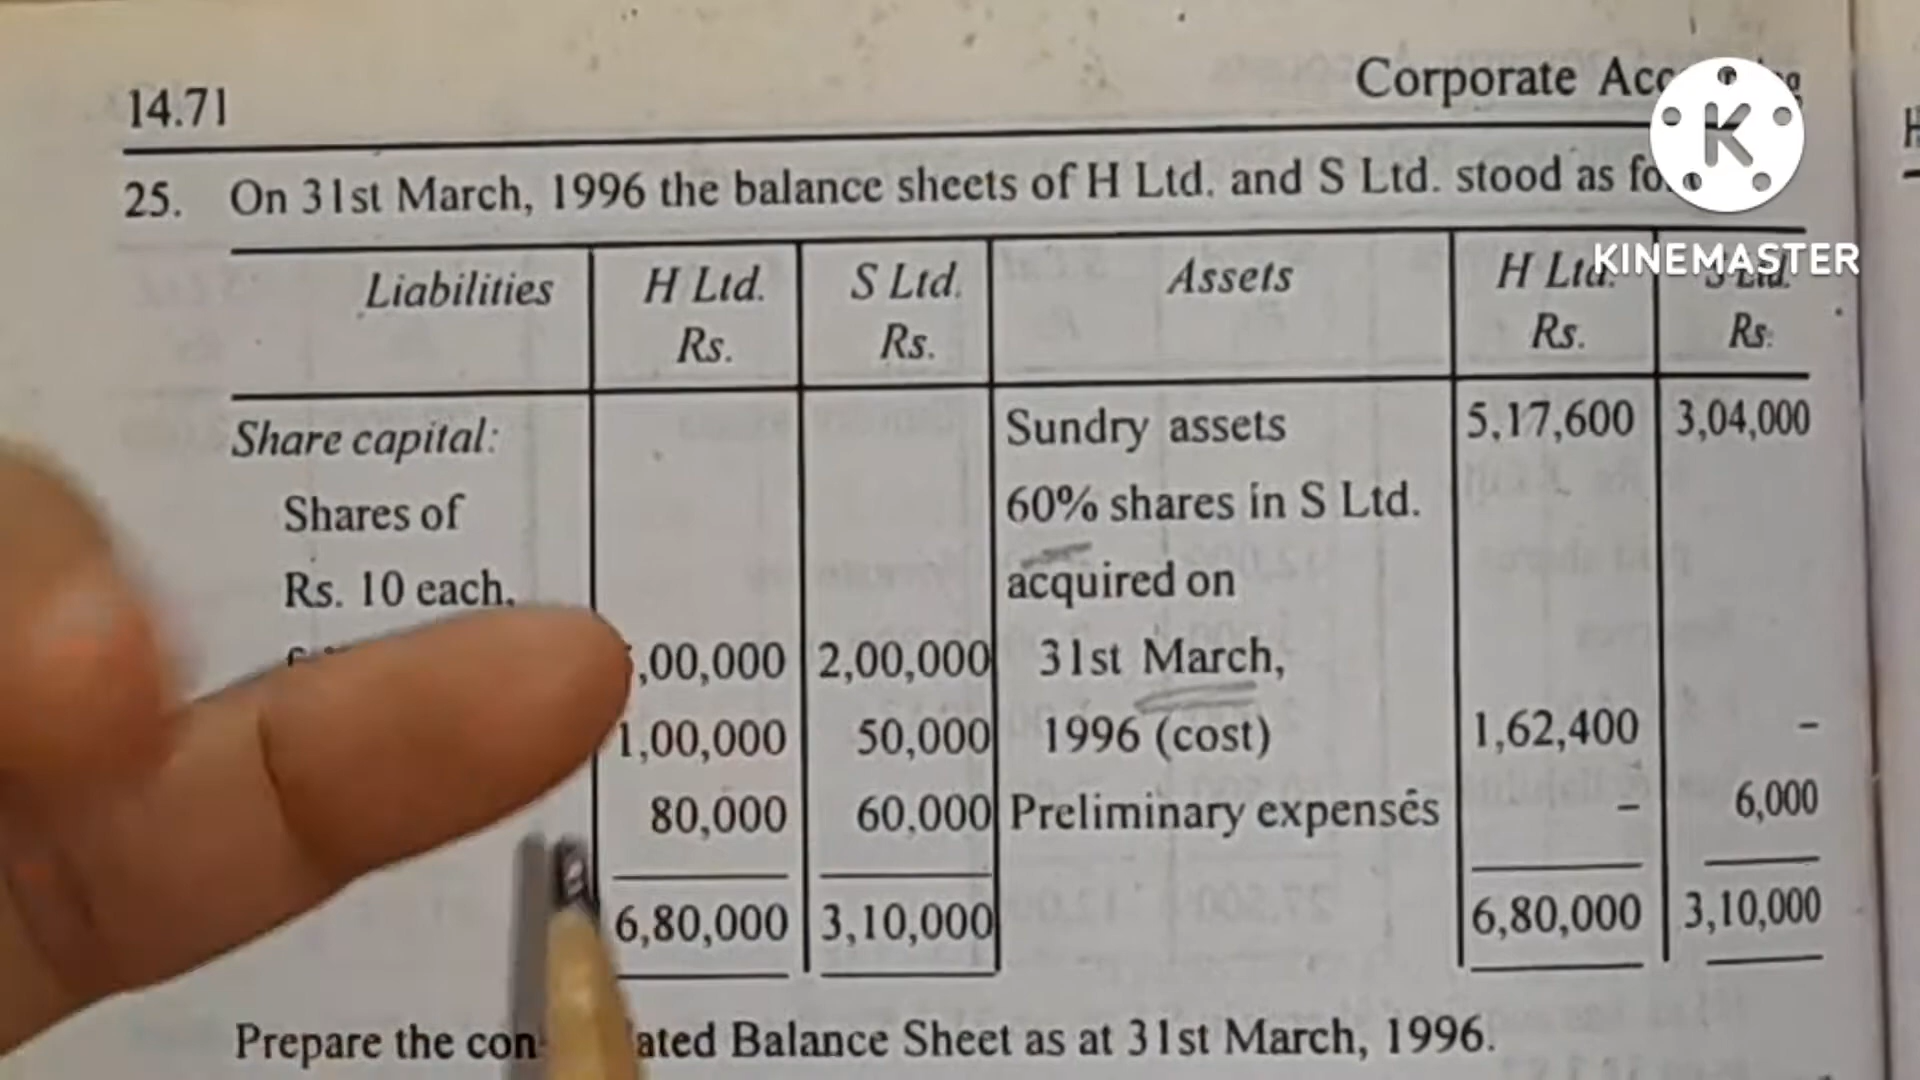 14.71
Corporate
KINEMASTER
25. On 31st March, 1996 the balance sheets of H Ltd. and S Ltd. stood as
Liabilities H Ltd. S Ltd. Assets H Ltd. S Ltd.
Rs. Rs. Rs. Rs.
Share capital: Sundry assets 5,17,600 3,04,000
Shares of 60% shares in S Ltd.
Rs. 10 each, acquired on
,00,000 2,00,000 31st March,
1,00,000 50,000 1996 (cost) 1,62,400 –
80,000 60,000 Preliminary expenses – 6,000
6,80,000 3,10,000 6,80,000 3,10,000
Prepare the Balance Sheet as at 31st March, 1996.